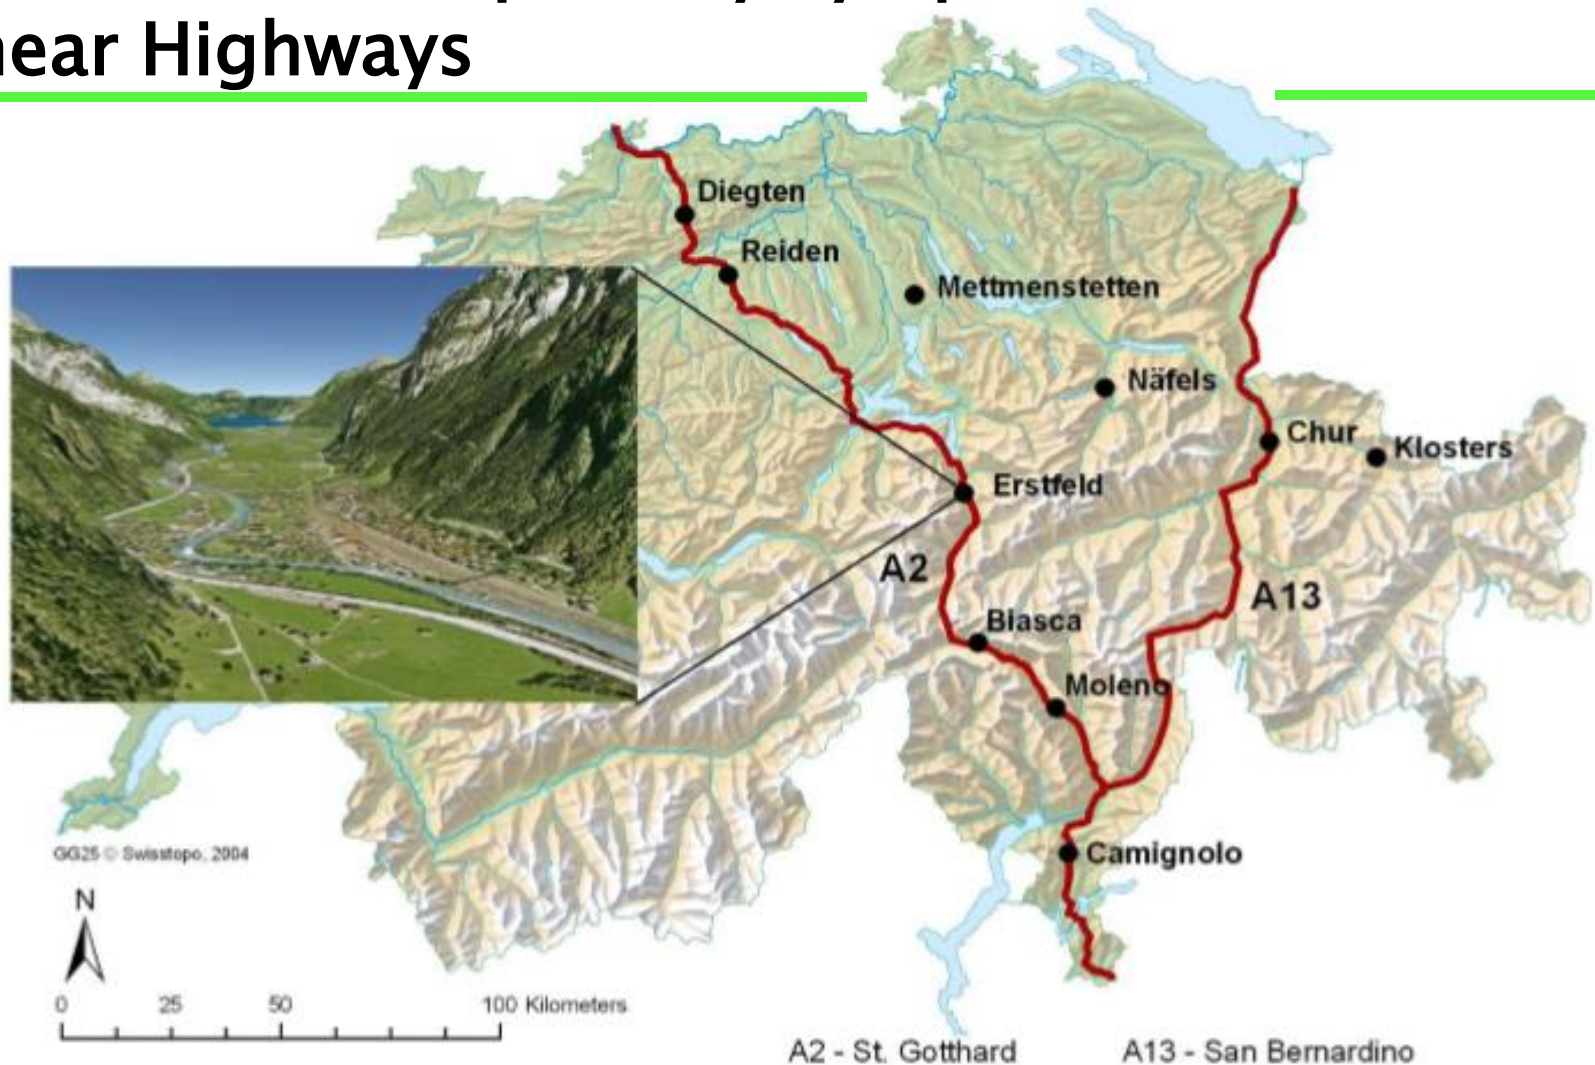 near Highways
Diegten
Reiden
Mettmenstetten
Näfels
Chur
Klosters
Erstfeld
A2
A13
Biasca
Moleno
Camignolo
GG25 © Swisstopo, 2004
N
0 25 50 100 Kilometers
A2 - St. Gotthard A13 - San Bernardino